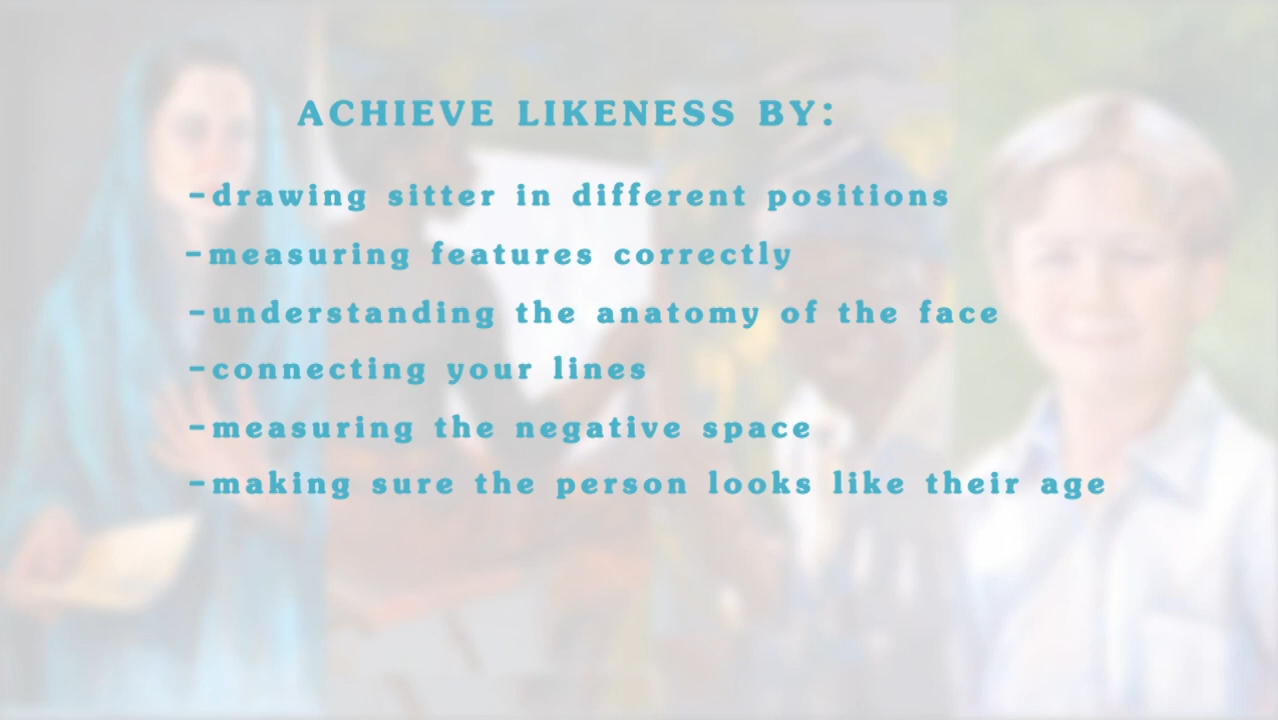 ACHIEVE LIKENESS BY:
-drawing sitter in different positions
-measuring features correctly
-understanding the anatomy of the face
-connecting your lines
-measuring the negative space
-making sure the person looks like their age